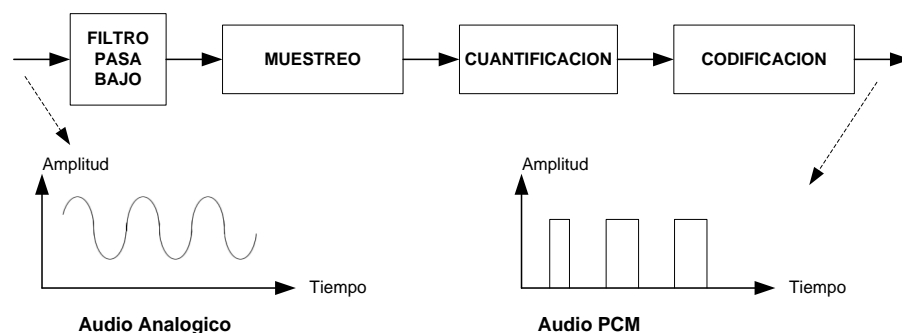 FILTRO
PASA
BAJO
MUESTREO
CUANTIFICACION
CODIFICACION
Amplitud
Tiempo
Audio Analogico
Amplitud
Tiempo
Audio PCM